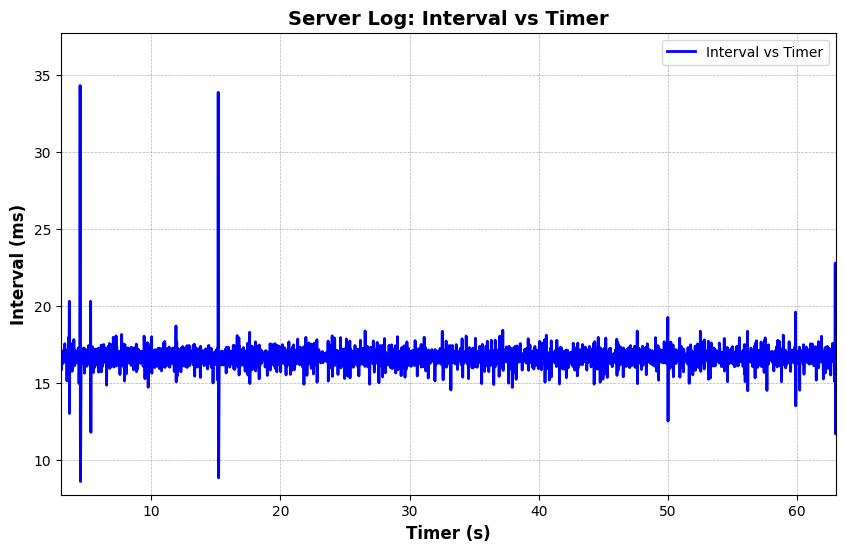 Server Log: Interval vs Timer
Interval vs Timer
35
30
25
20
15
10
Interval (ms)
10 20 30 40 50 60
Timer (s)